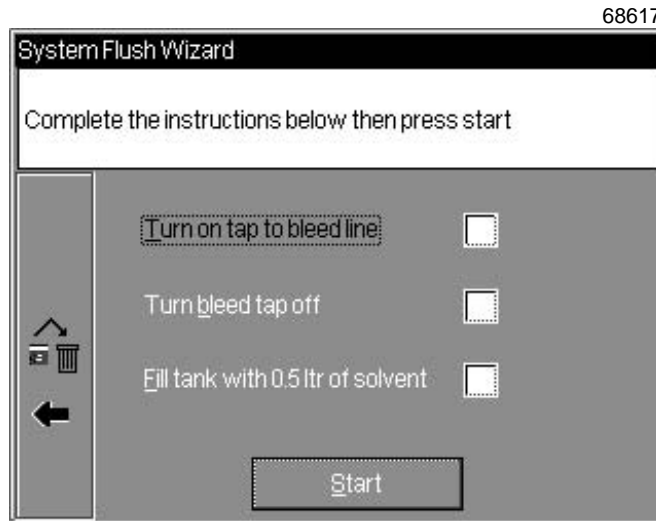 68617
System Flush Wizard
Complete the instructions below then press start
Turn on tap to bleed line
Turn bleed tap off
Fill tank with 0.5 ltr of solvent
Start